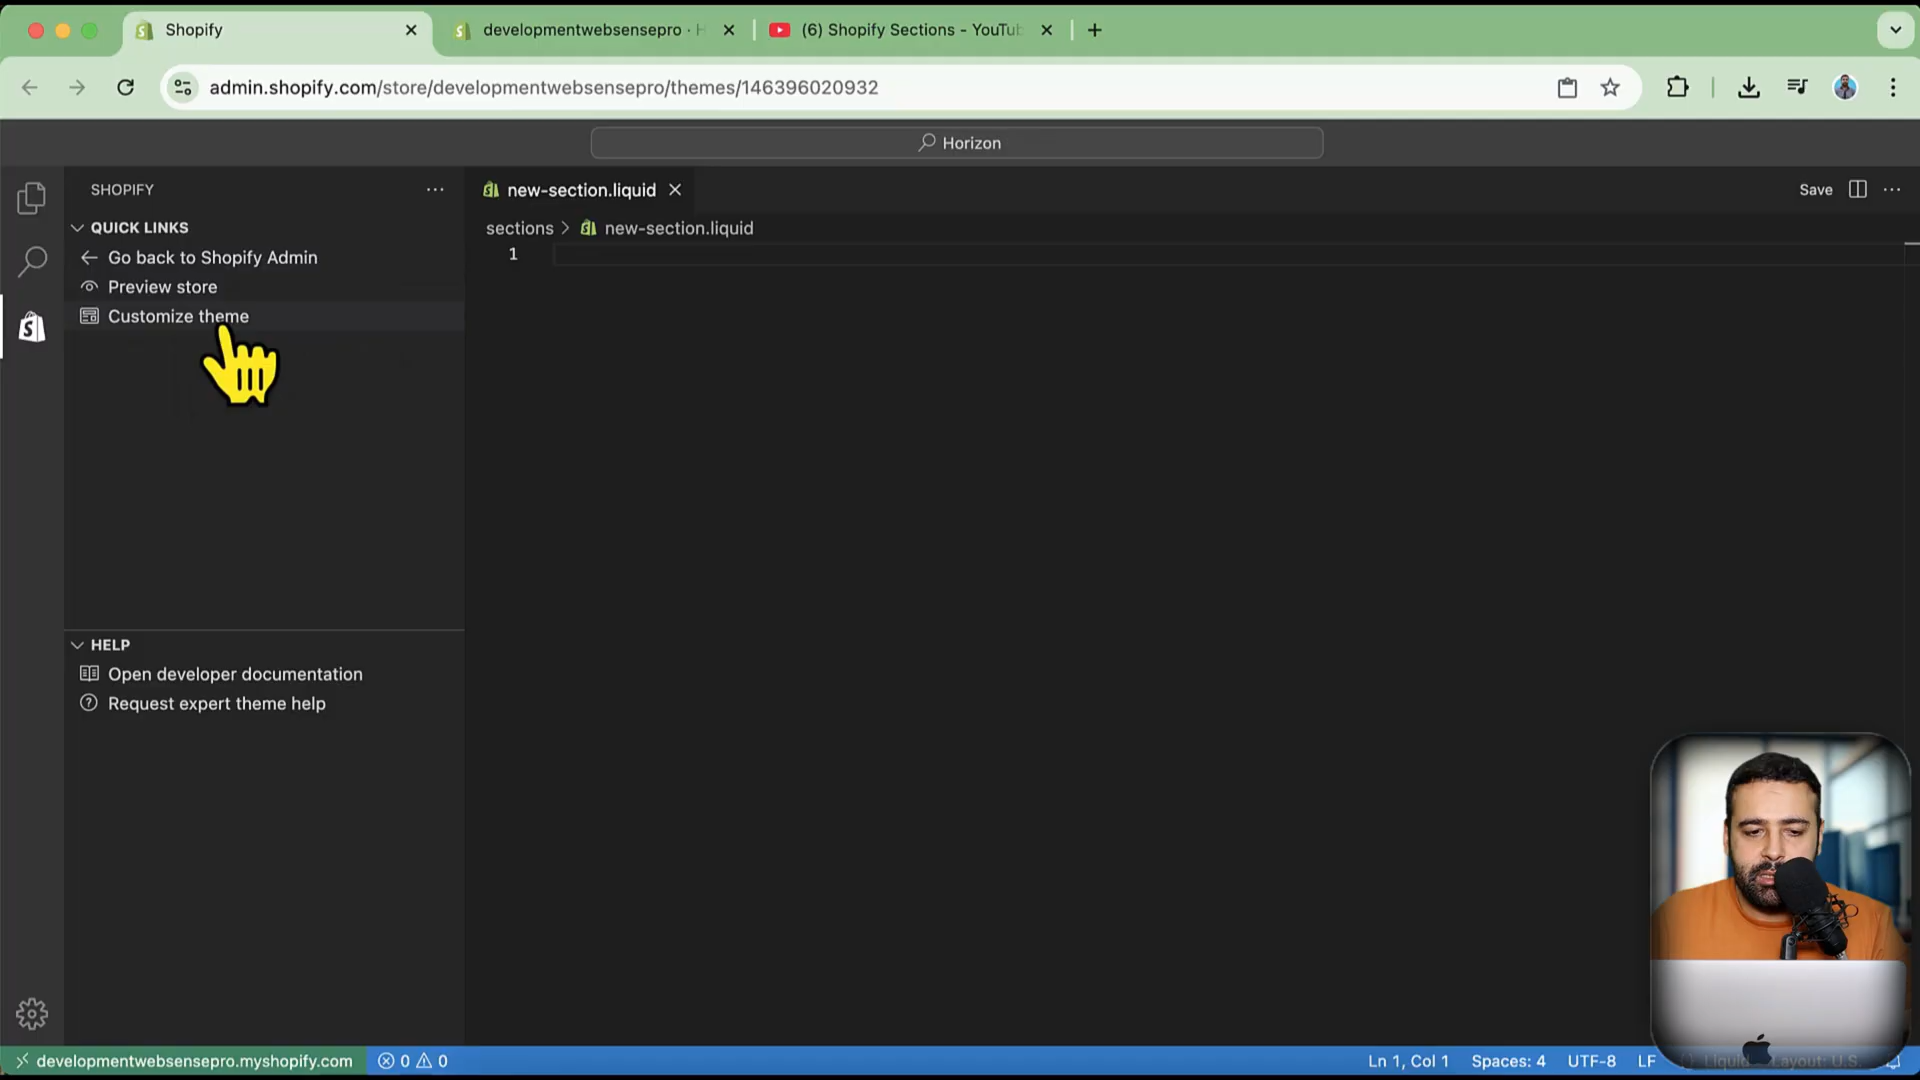 Shopify
developmentwebsensepro · H
(6) Shopify Sections - YouTub
admin.shopify.com/store/developmentwebsensepro/themes/146396020932
Horizon
SHOPIFY
new-section.liquid
Save
QUICK LINKS
sections > new-section.liquid
Go back to Shopify Admin
1
Preview store
Customize theme
HELP
Open developer documentation
Request expert theme help
developmentwebsensepro.myshopify.com
0 0
Ln 1, Col 1
Spaces: 4
UTF-8
LF
Liquid
Layout: U.S.